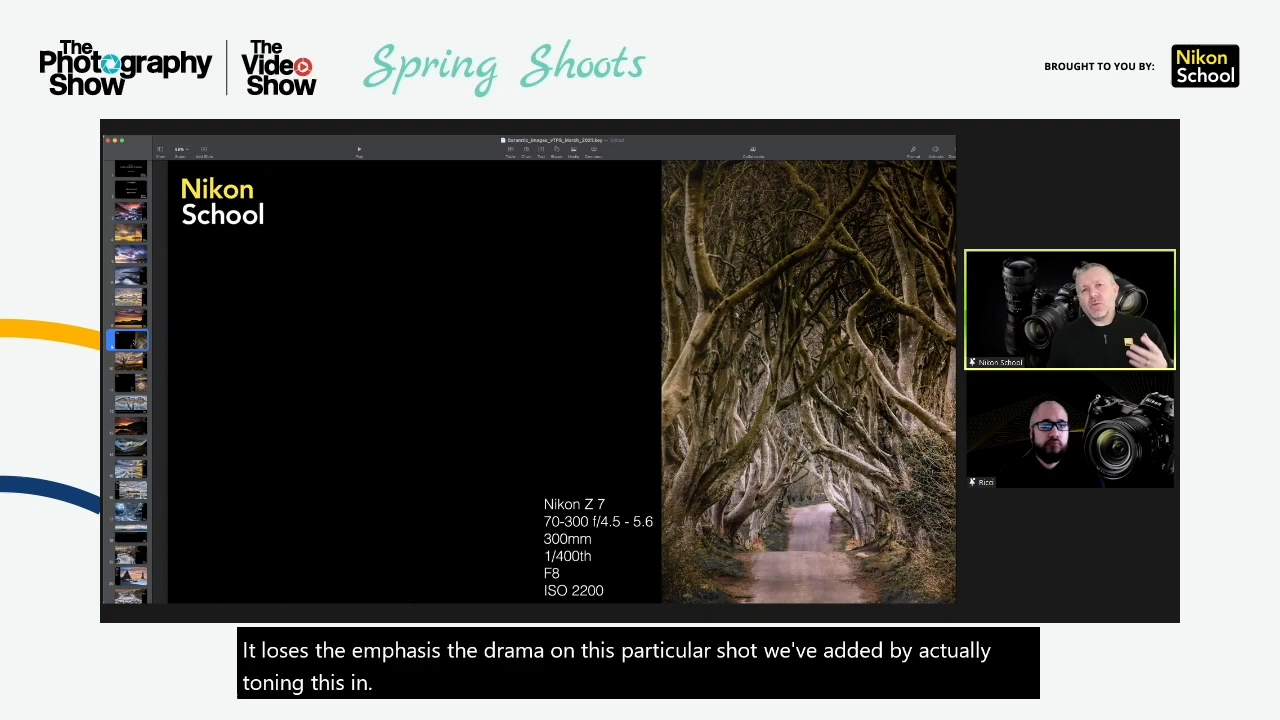 The
Photography
Show
The
Video
Show
Spring Shoots
BROUGHT TO YOU BY:
Nikon
School
Nikon
School
Nikon Z 7
70-300 f/4.5 - 5.6
300mm
1/400th
F8
ISO 2200
Nikon School
Ricci
It loses the emphasis the drama on this particular shot we've added by actually
toning this in.